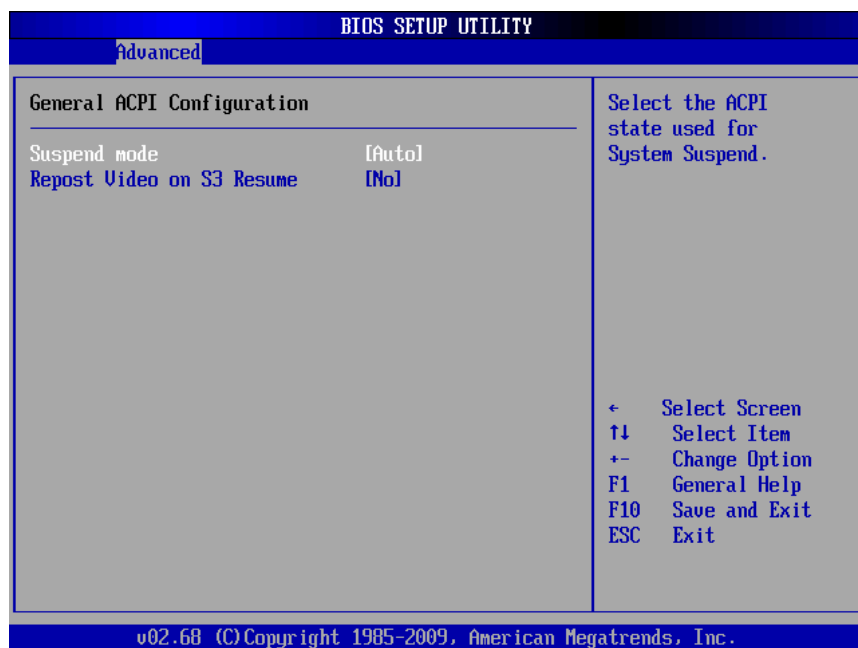 BIOS SETUP UTILITY
Advanced
General ACPI Configuration
Suspend mode [Auto]
Repost Video on S3 Resume [No]
Select the ACPI
state used for
System Suspend.
← Select Screen
↑↓ Select Item
+- Change Option
F1 General Help
F10 Save and Exit
ESC Exit
v02.68 (C)Copyright 1985-2009, American Megatrends, Inc.